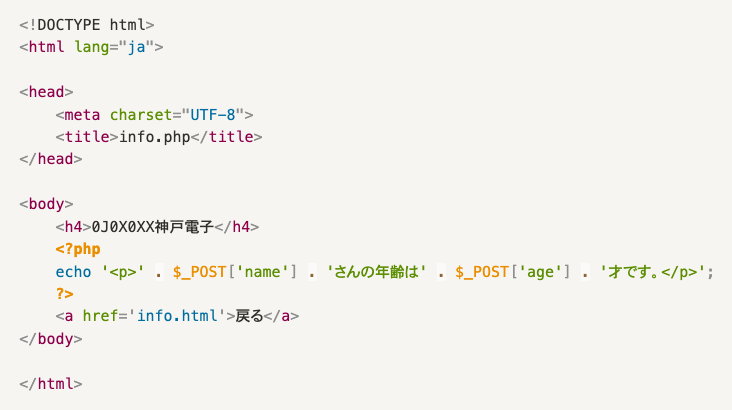 <!DOCTYPE html>
<html lang="ja">
<head>
    <meta charset="UTF-8">
    <title>info.php</title>
</head>
<body>
    <h4>0J0X0XX神戸電子</h4>
    <?php
    echo '<p>' . $_POST['name'] . 'さんの年齢は' . $_POST['age'] . '才です。</p>';
    ?>
    <a href='info.html'>戻る</a>
</body>
</html>